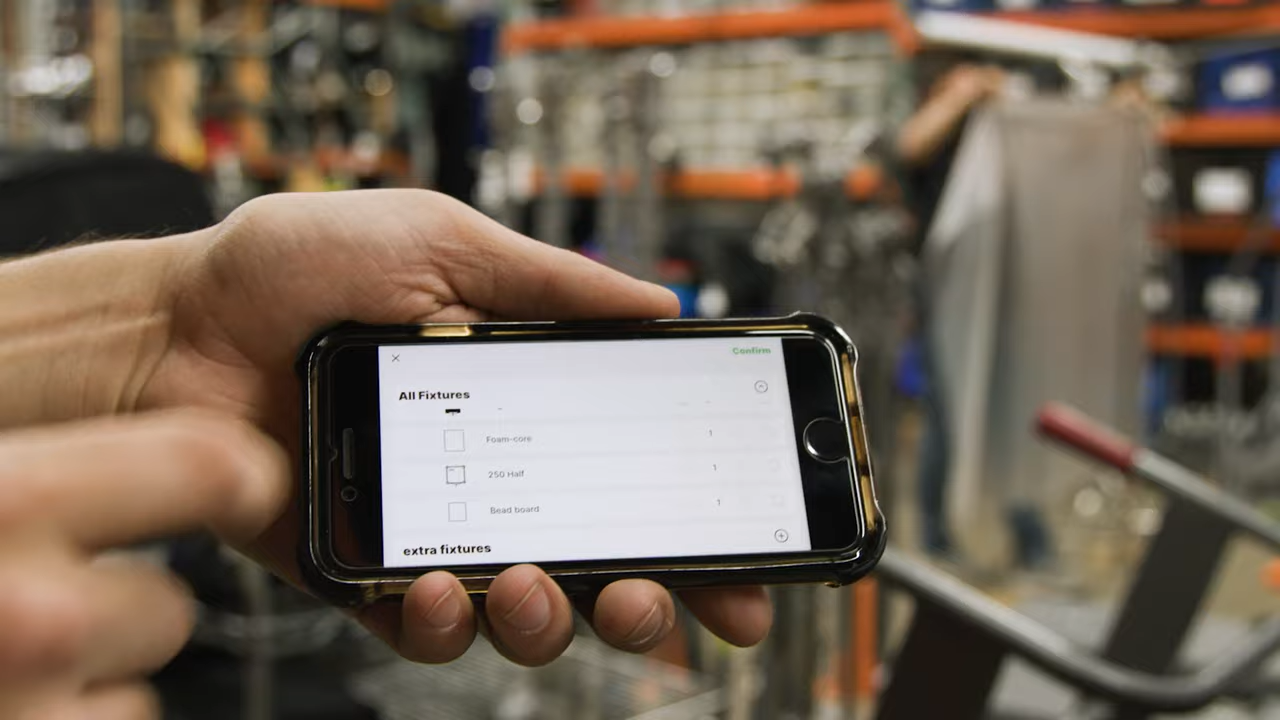 Confirm
All Fixtures
Foam-core 1
250 Half 1
Bead board 1
extra fixtures